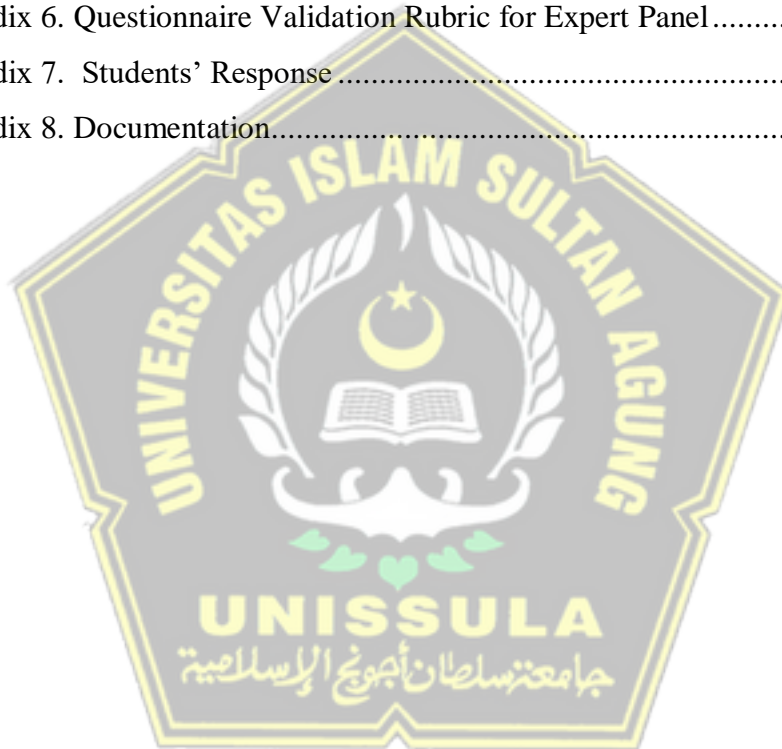 dix 6. Questionnaire Validation Rubric for Expert Panel..........
dix 7.  Students’ Response..................................................................
dix 8. Documentation............................................................................
UNIVERSITAS ISLAM SULTAN AGUNG
UNISSULA
جامعة سلطان أجونج الإسلامية